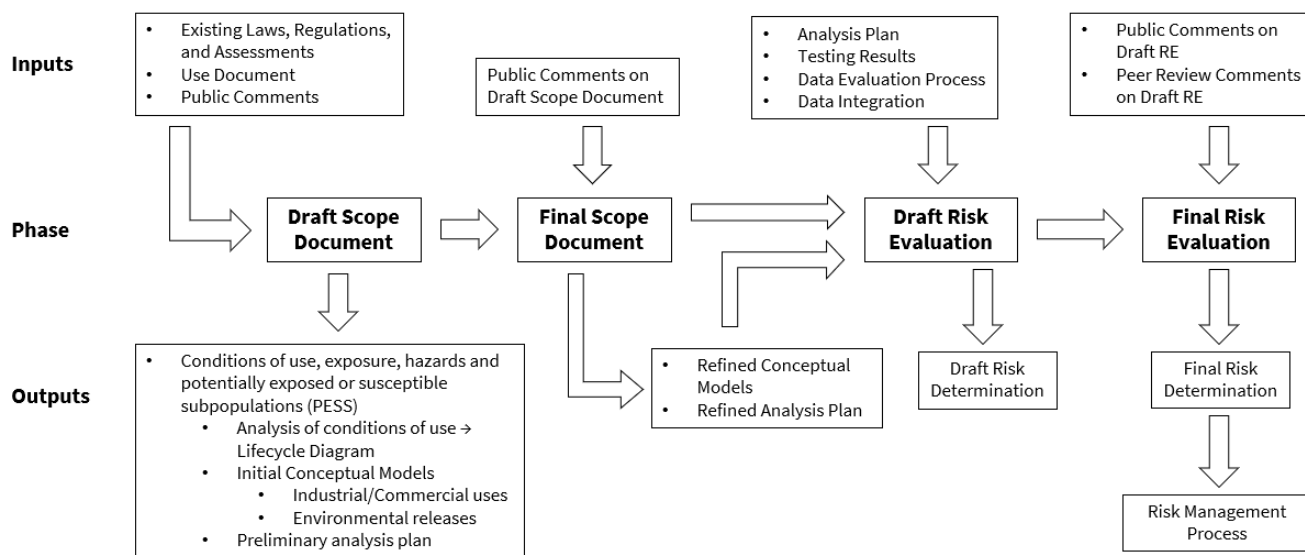 Inputs
• Existing Laws, Regulations,
and Assessments
• Use Document
• Public Comments
Public Comments on
Draft Scope Document
• Analysis Plan
• Testing Results
• Data Evaluation Process
• Data Integration
• Public Comments on
Draft RE
• Peer Review Comments
on Draft RE
Phase
Draft Scope
Document
Final Scope
Document
Draft Risk
Evaluation
Final Risk
Evaluation
Outputs
• Conditions of use, exposure, hazards and
potentially exposed or susceptible
subpopulations (PESS)
• Analysis of conditions of use →
Lifecycle Diagram
• Initial Conceptual Models
• Industrial/Commercial uses
• Environmental releases
• Preliminary analysis plan
• Refined Conceptual
Models
• Refined Analysis Plan
Draft Risk
Determination
Final Risk
Determination
Risk Management
Process